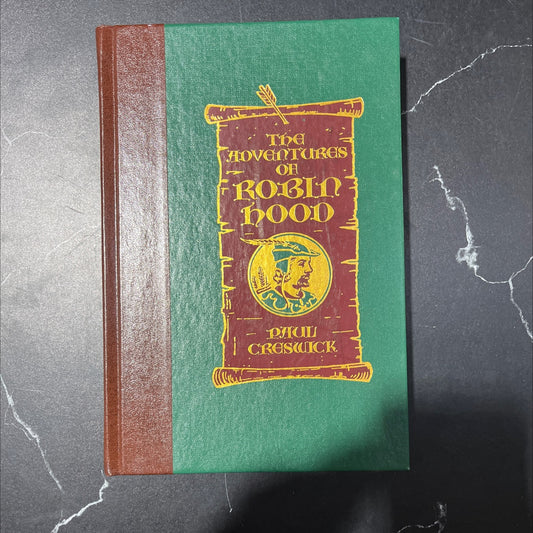 THE
ADVENTURES
OF
ROBIN
HOOD
PAUL
CRESWICK